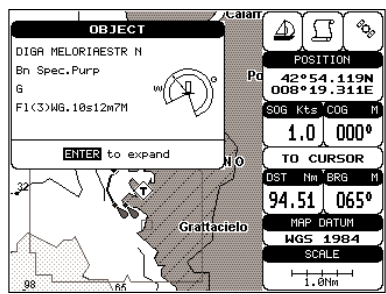 Calam
OBJECT
DIGA MELORIAESTR N
Bn Spec.Purp
G
Fl(3)WG.10s12m7M
W
G
ENTER to expand
Po
NO
T
32
Grattacielo
98
66
POSITION
42°54.119N
008°19.311E
SOG Kts COG M
1.0 000°
TO CURSOR
DST Nm BRG M
94.51 065°
MAP DATUM
WGS 1984
SCALE
1.0Nm